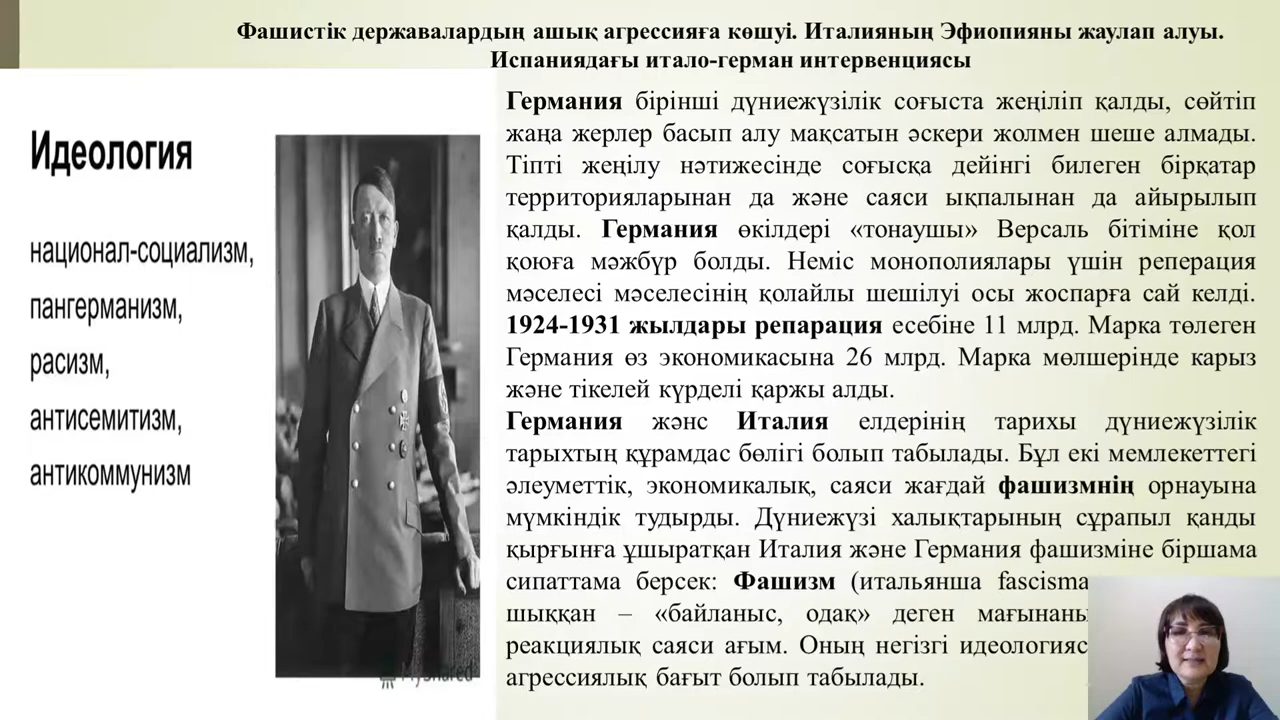 Фашистік державалардың ашық агрессияға көшуі. Италияның Эфиопияны жаулап алуы.
Испаниядағы итало-герман интервенциясы
Идеология
национал-социализм,
пангерманизм,
расизм,
антисемитизм,
антикоммунизм
Германия бірінші дүниежүзілік соғыста жеңіліп қалды, сөйтіп
жаңа жерлер басып алу мақсатын әскери жолмен шеше алмады.
Тіпті жеңілу нәтижесінде соғысқа дейінгі билеген бірқатар
территорияларынан да және саяси ықпалынан да айырылып
қалды. Германия өкілдері «тонаушы» Версаль бітіміне қол
қоюға мәжбүр болды. Неміс монополиялары үшін реперация
мәселесі мәселесінің қолайлы шешілуі осы жоспарға сай келді.
1924-1931 жылдары репарация есебіне 11 млрд. Марка төлеген
Германия өз экономикасына 26 млрд. Марка мөлшерінде карыз
және тікелей күрделі қаржы алды.
Германия жәнс Италия елдерінің тарихы дүниежүзілік
тарыхтың құрамдас бөлігі болып табылады. Бұл екі мемлекеттегі
әлеуметтік, экономикалық, саяси жағдай фашизмнің орнауына
мүмкіндік тудырды. Дүниежүзі халықтарының сұрапыл қанды
қырғынға ұшыратқан Италия және Германия фашизміне біршама
сипаттама берсек: Фашизм (итальянша fascisma
шыққан – «байланыс, одақ» деген мағынаны
реакциялық саяси ағым. Оның негізгі идеологияс
агрессиялық бағыт болып табылады.
MyShared